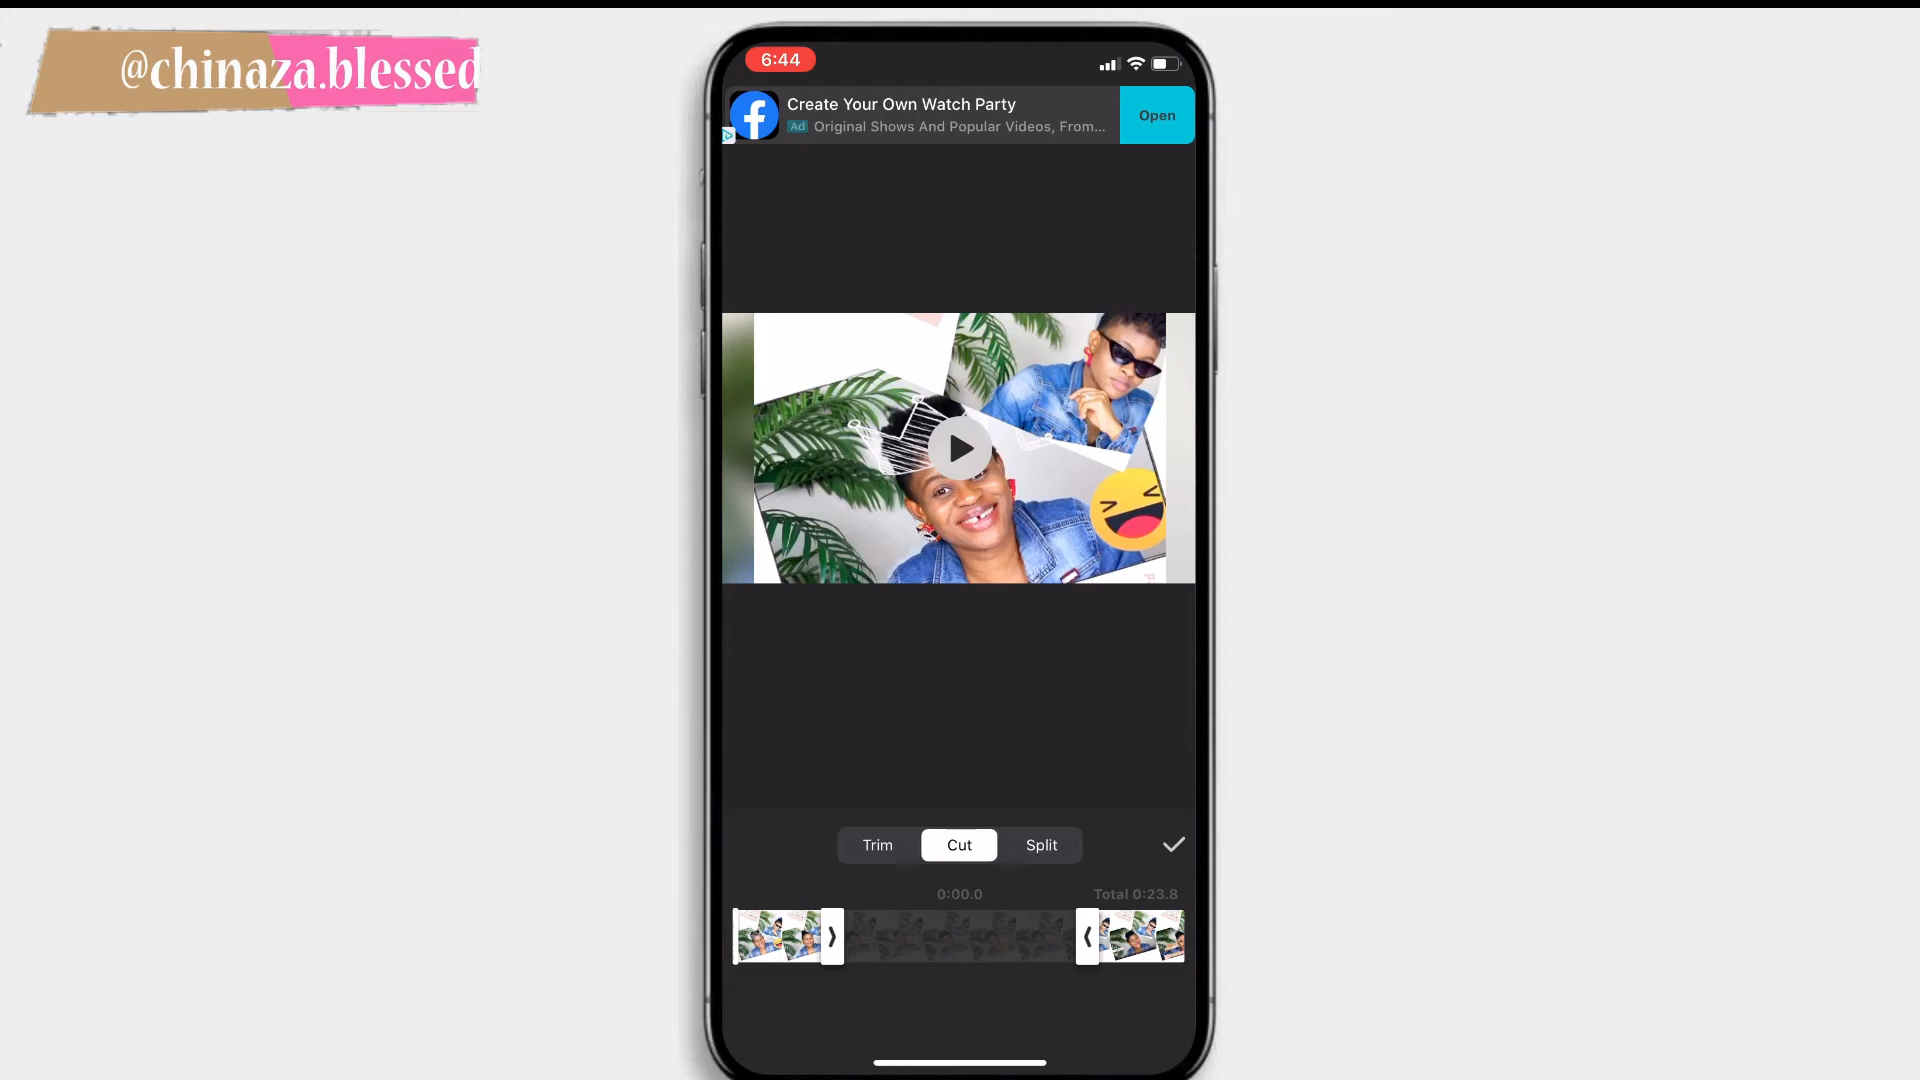 @chinaza.blessed
6:44
Create Your Own Watch Party
Ad Original Shows And Popular Videos, From...
Open
Trim
Cut
Split
0:00.0
Total 0:23.8